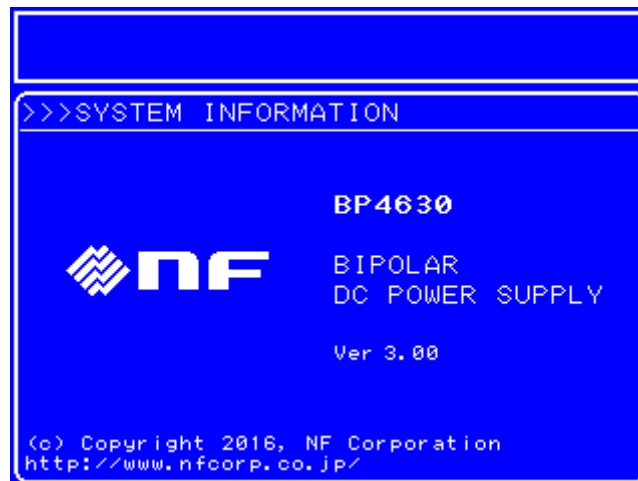 >>>SYSTEM INFORMATION
BP4630
nF
BIPOLAR
DC POWER SUPPLY
Ver 3.00
(c) Copyright 2016, NF Corporation
http://www.nfcorp.co.jp/